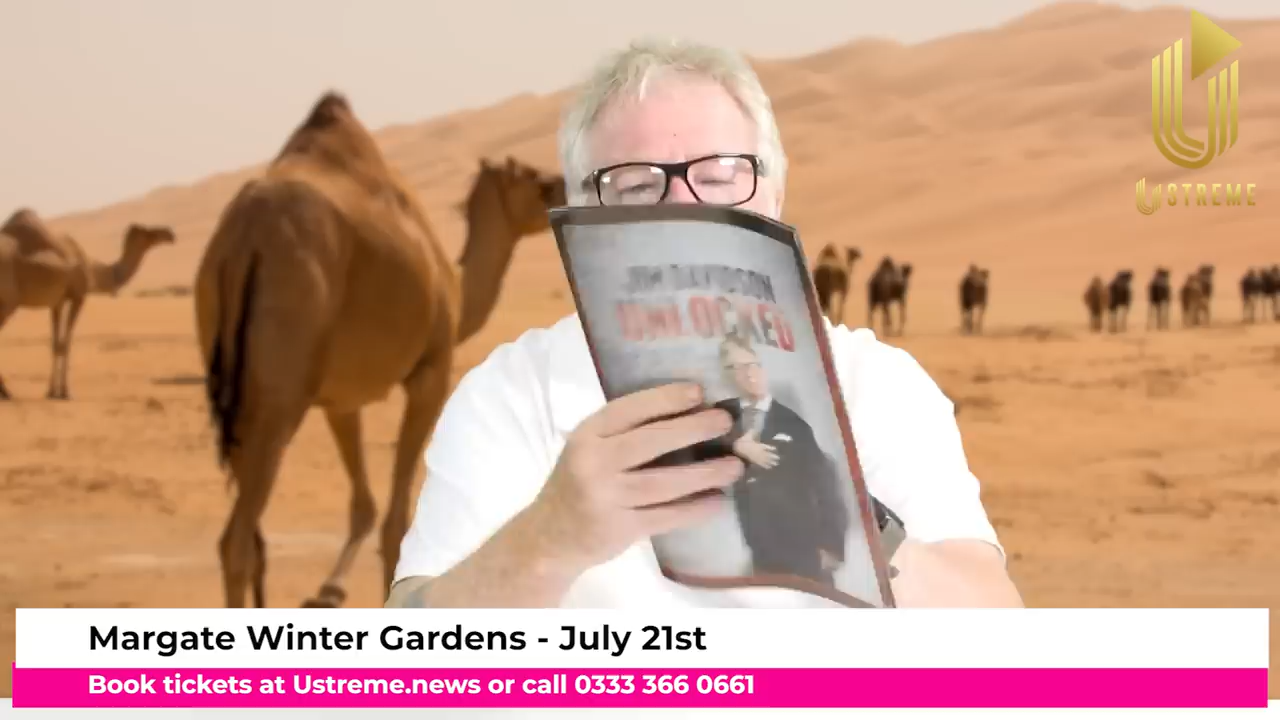 USTREME
JIM DAVIDSON
UNLOCKED
Margate Winter Gardens - July 21st
Book tickets at Ustreme.news or call 0333 366 0661